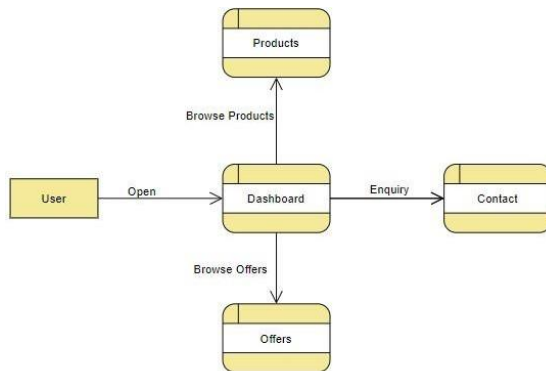 Products
Browse Products
User
Open
Dashboard
Enquiry
Contact
Browse Offers
Offers